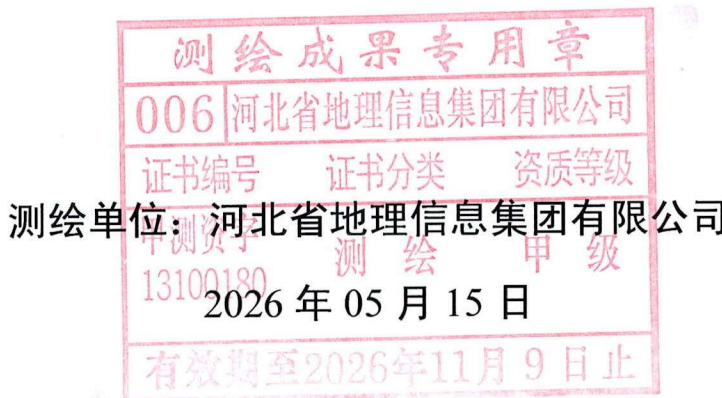 测绘成果专用章
006 河北省地理信息集团有限公司
证书编号 证书分类 资质等级
测绘单位：河北省地理信息集团有限公司
甲测资字
13100180 测绘 甲级
2026 年 05 月 15 日
有效期至2026年11月9日止